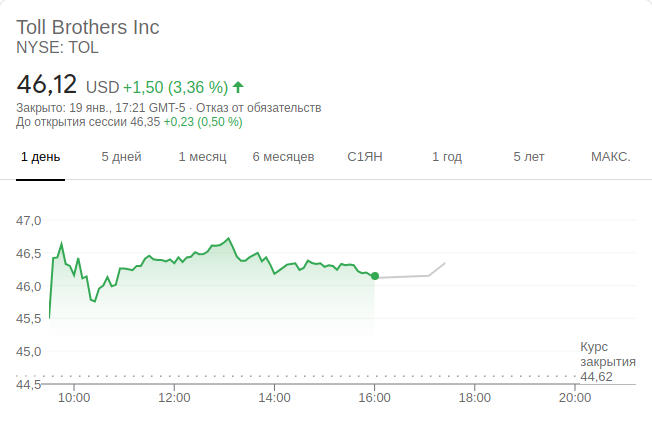 Toll Brothers Inc
NYSE: TOL
46,12 USD +1,50 (3,36 %)
Закрыто: 19 янв., 17:21 GMT-5 · Отказ от обязательств
До открытия сессии 46,35 +0,23 (0,50 %)
1 день 5 дней 1 месяц 6 месяцев С1ЯН 1 год 5 лет МАКС.
47,0
46,5
46,0
45,5
45,0
Курс
закрытия
44,62
44,5
10:00 12:00 14:00 16:00 18:00 20:00